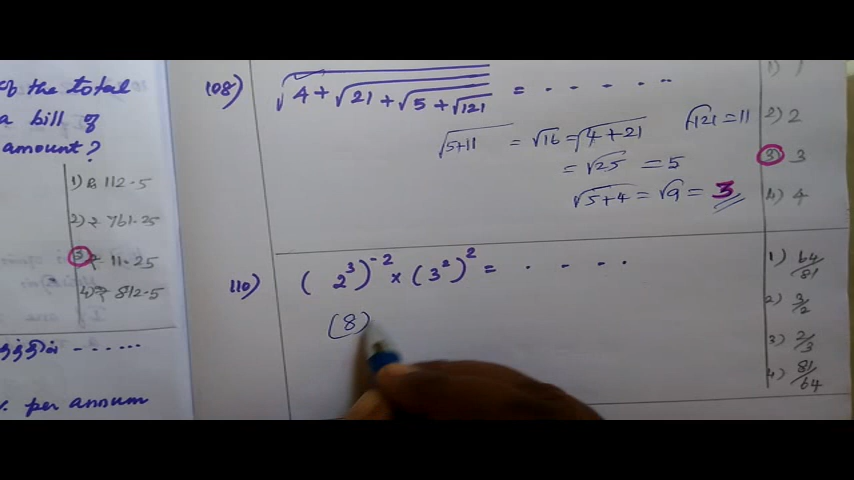 of the total
a bill of
amount?
1) ₹ 112.5
2) ₹ 761.25
3) ₹ 11.25
4) ₹ 812.5
per annum
108) √4+√21+√5+√121 = - - - - -
√5+11 = √16 = √4+21 √121 = 11
= √25 = 5
√5+4 = √9 = 3
1) 1
2) 2
3) 3
4) 4
110) (2³)⁻² × (3²)² = - - - - -
(8)
1) 64/81
2) 3/2
3) 2/3
4) 81/64